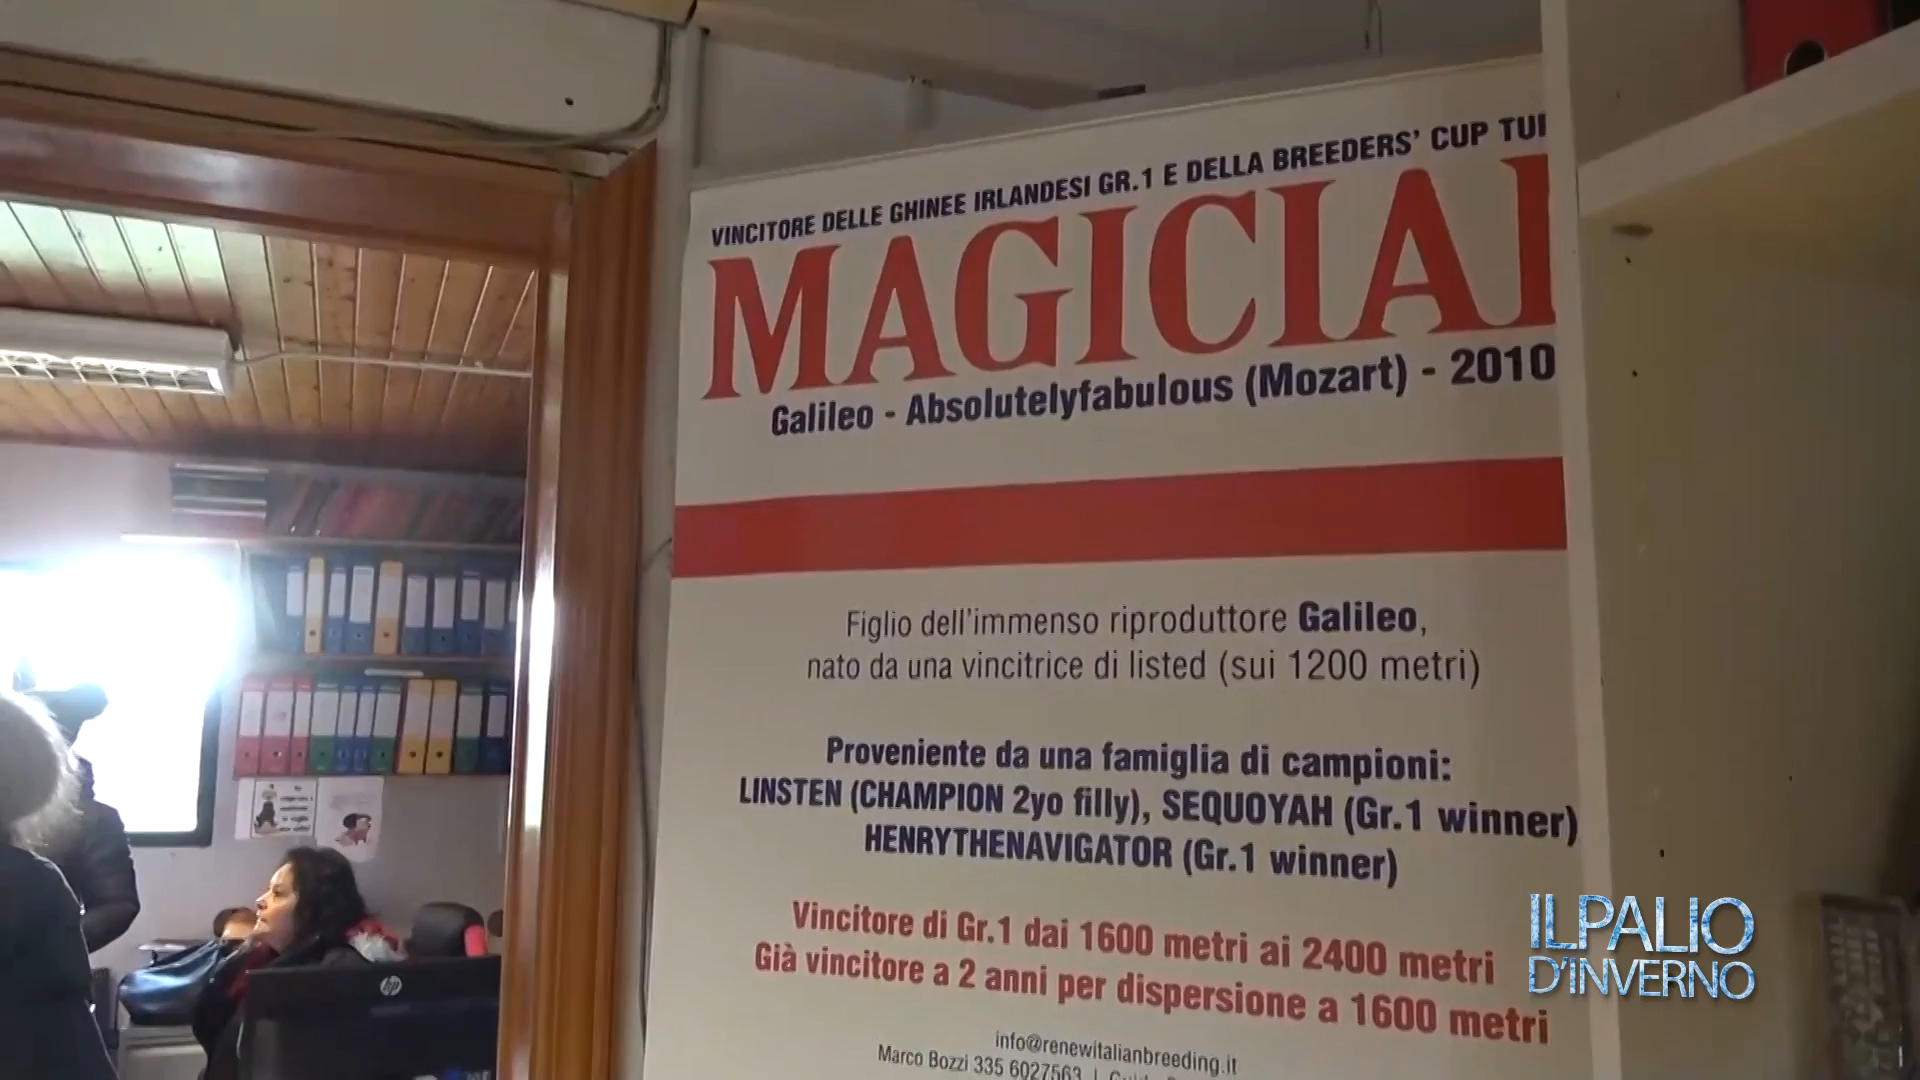 VINCITORE DELLE GHINEE IRLANDESI GR.1 E DELLA BREEDERS' CUP TU
MAGICIA
Galileo - Absolutelyfabulous (Mozart) - 2010
Figlio dell'immenso riproduttore Galileo,
nato da una vincitrice di listed (sui 1200 metri)
Proveniente da una famiglia di campioni:
LINSTEN (CHAMPION 2yo filly), SEQUOYAH (Gr.1 winner)
HENRYTHENAVIGATOR (Gr.1 winner)
Vincitore di Gr.1 dai 1600 metri ai 2400 metri
Già vincitore a 2 anni per dispersione a 1600 metri
info@renewitalianbreeding.it
Marco Bozzi 335 6027563 |
hp
IL PALIO
D'INVERNO